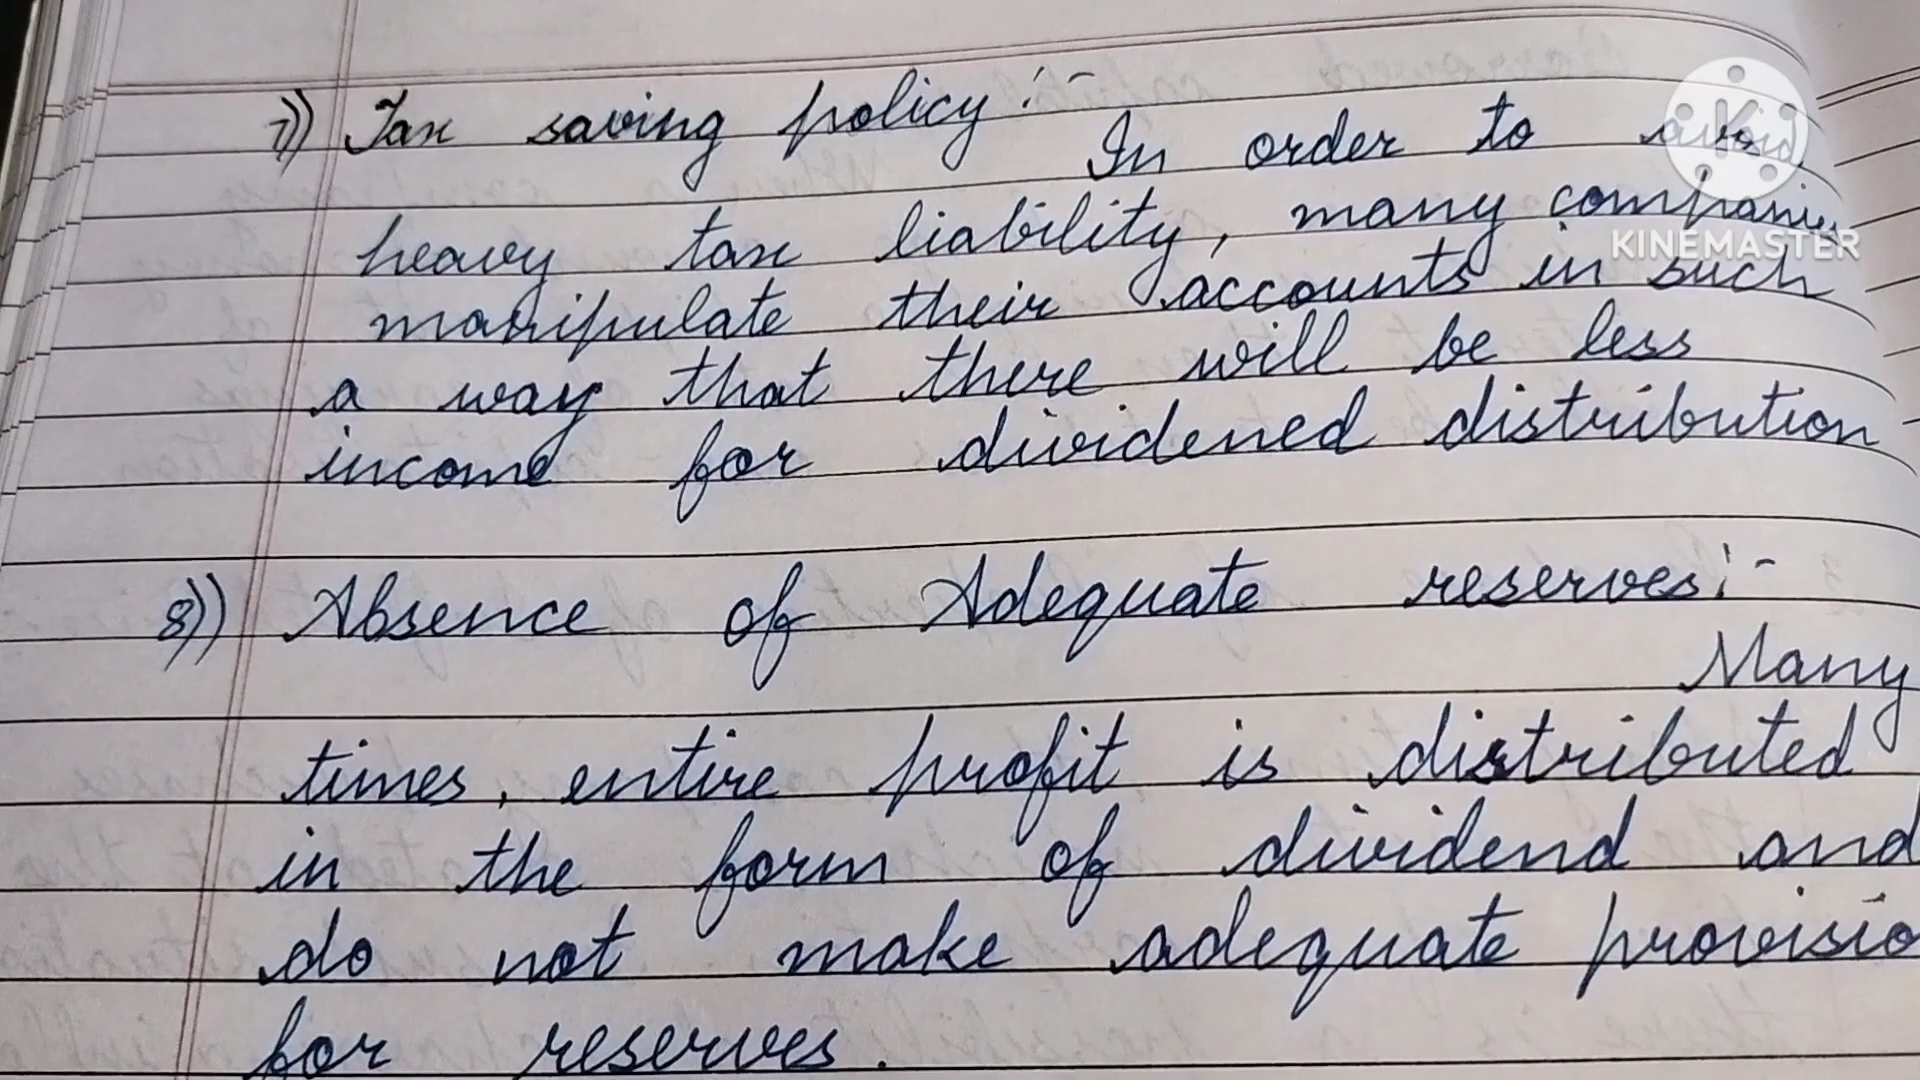 7)) Tax saving policy :-
In order to avoid
heavy tax liability, many companies
manipulate their accounts in such
a way that there will be less
income for dividened distribution
8)) Absence of Adequate reserves :-
Many
times, entire profit is distributed
in the form of dividend and
do not make adequate provisio
for reserves.
KINEMASTER